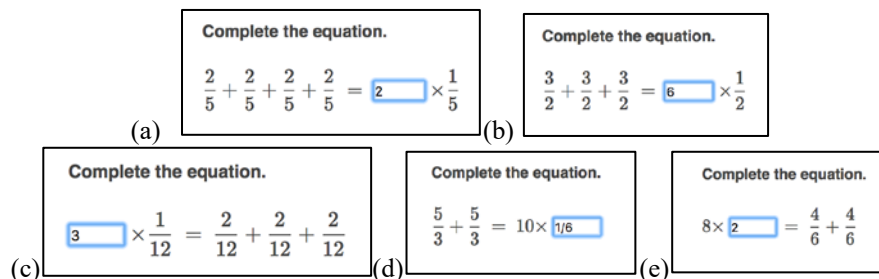 Complete the equation.
2/5 + 2/5 + 2/5 + 2/5 = 2 × 1/5
(a)
Complete the equation.
3/2 + 3/2 + 3/2 = 6 × 1/2
(b)
Complete the equation.
3 × 1/12 = 2/12 + 2/12 + 2/12
(c)
Complete the equation.
5/3 + 5/3 = 10× 1/6
(d)
Complete the equation.
8× 2 = 4/6 + 4/6
(e)